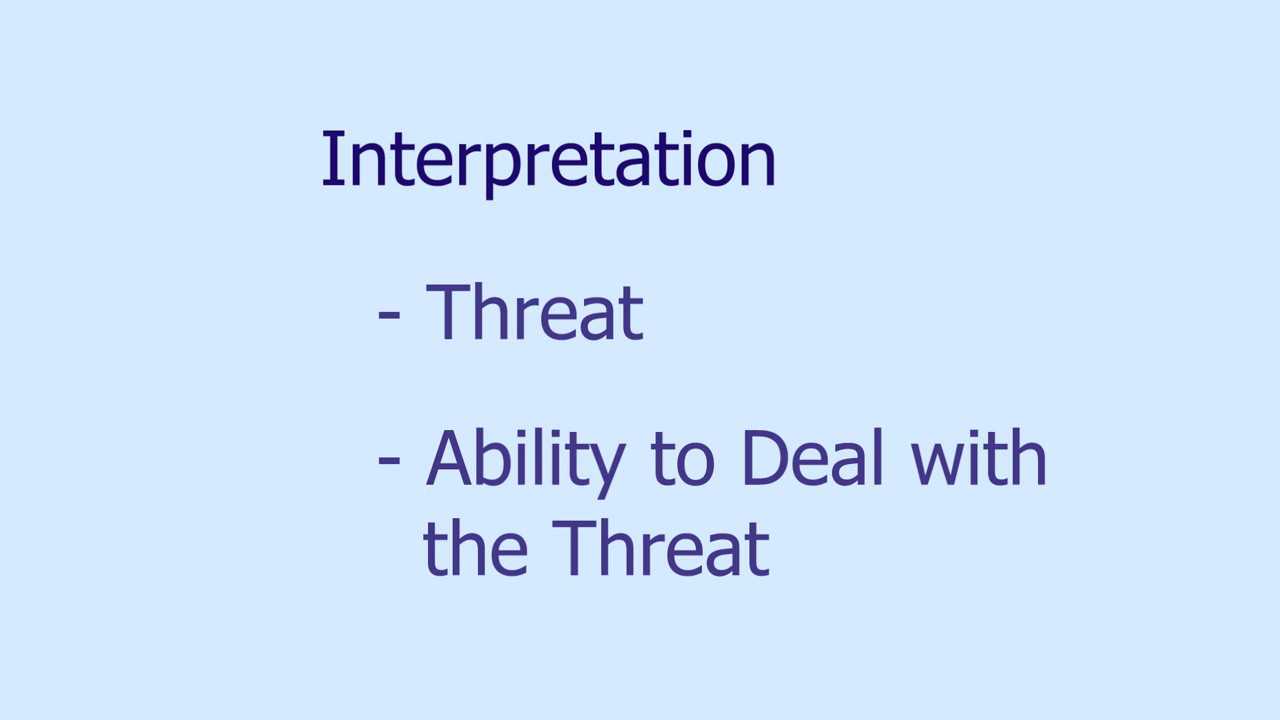 Interpretation
- Threat
- Ability to Deal with
the Threat